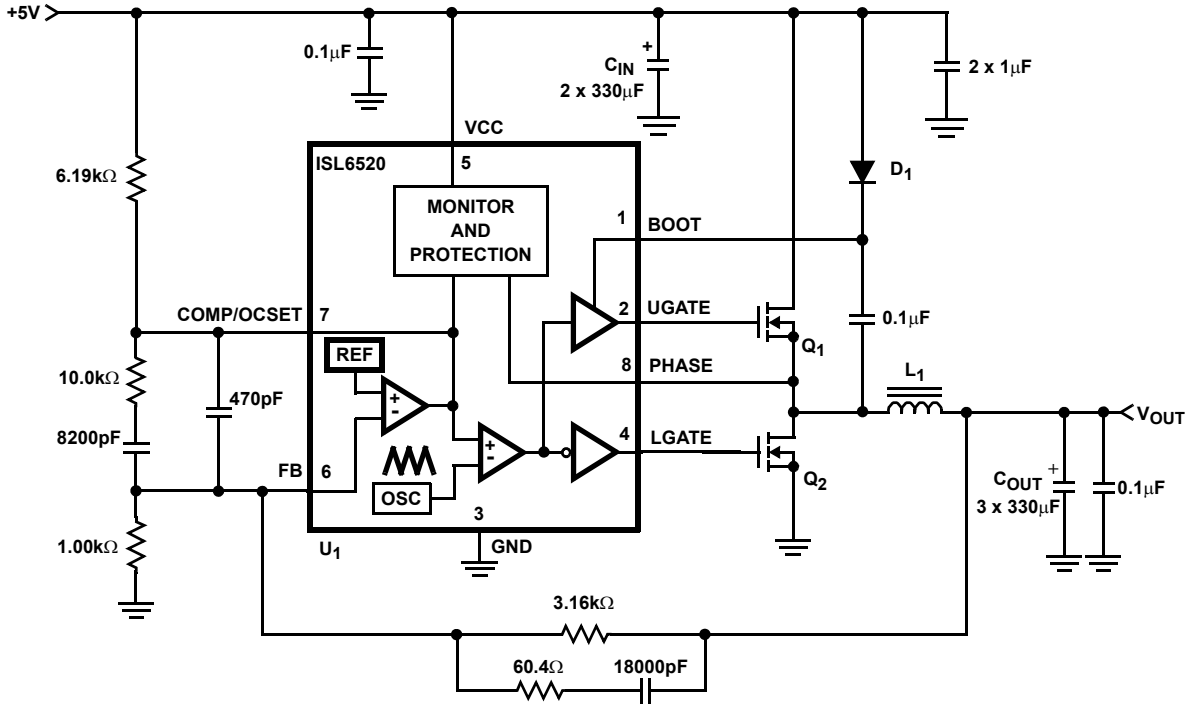 +5V
0.1μF
CIN
2 x 330μF
2 x 1μF
VCC
ISL6520
5
6.19kΩ
D1
MONITOR
AND
PROTECTION
1
BOOT
COMP/OCSET
7
2
UGATE
0.1μF
Q1
REF
8
PHASE
L1
10.0kΩ
470pF
+
-
VOUT
8200pF
4
LGATE
+
-
FB
6
OSC
Q2
COUT
+
3 x 330μF
0.1μF
3
1.00kΩ
U1
GND
3.16kΩ
60.4Ω
18000pF